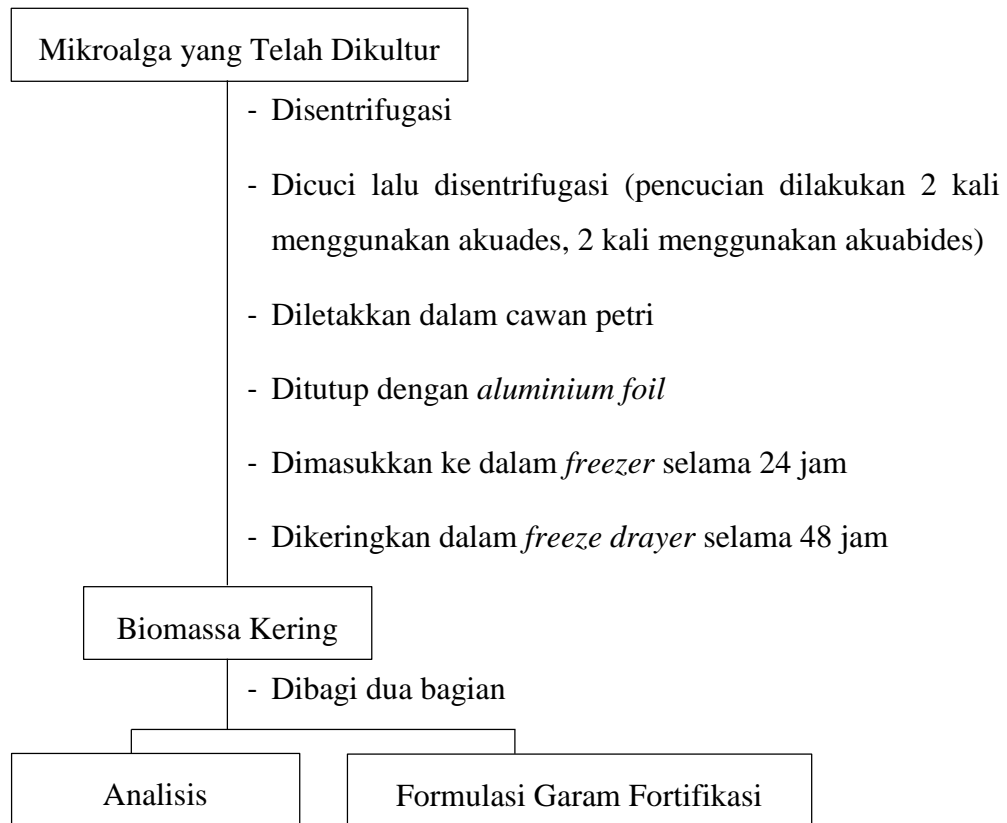 Mikroalga yang Telah Dikultur
- Disentrifugasi
- Dicuci lalu disentrifugasi (pencucian dilakukan 2 kali
menggunakan akuades, 2 kali menggunakan akuabides)
- Diletakkan dalam cawan petri
- Ditutup dengan aluminium foil
- Dimasukkan ke dalam freezer selama 24 jam
- Dikeringkan dalam freeze drayer selama 48 jam
Biomassa Kering
- Dibagi dua bagian
Analisis
Formulasi Garam Fortifikasi